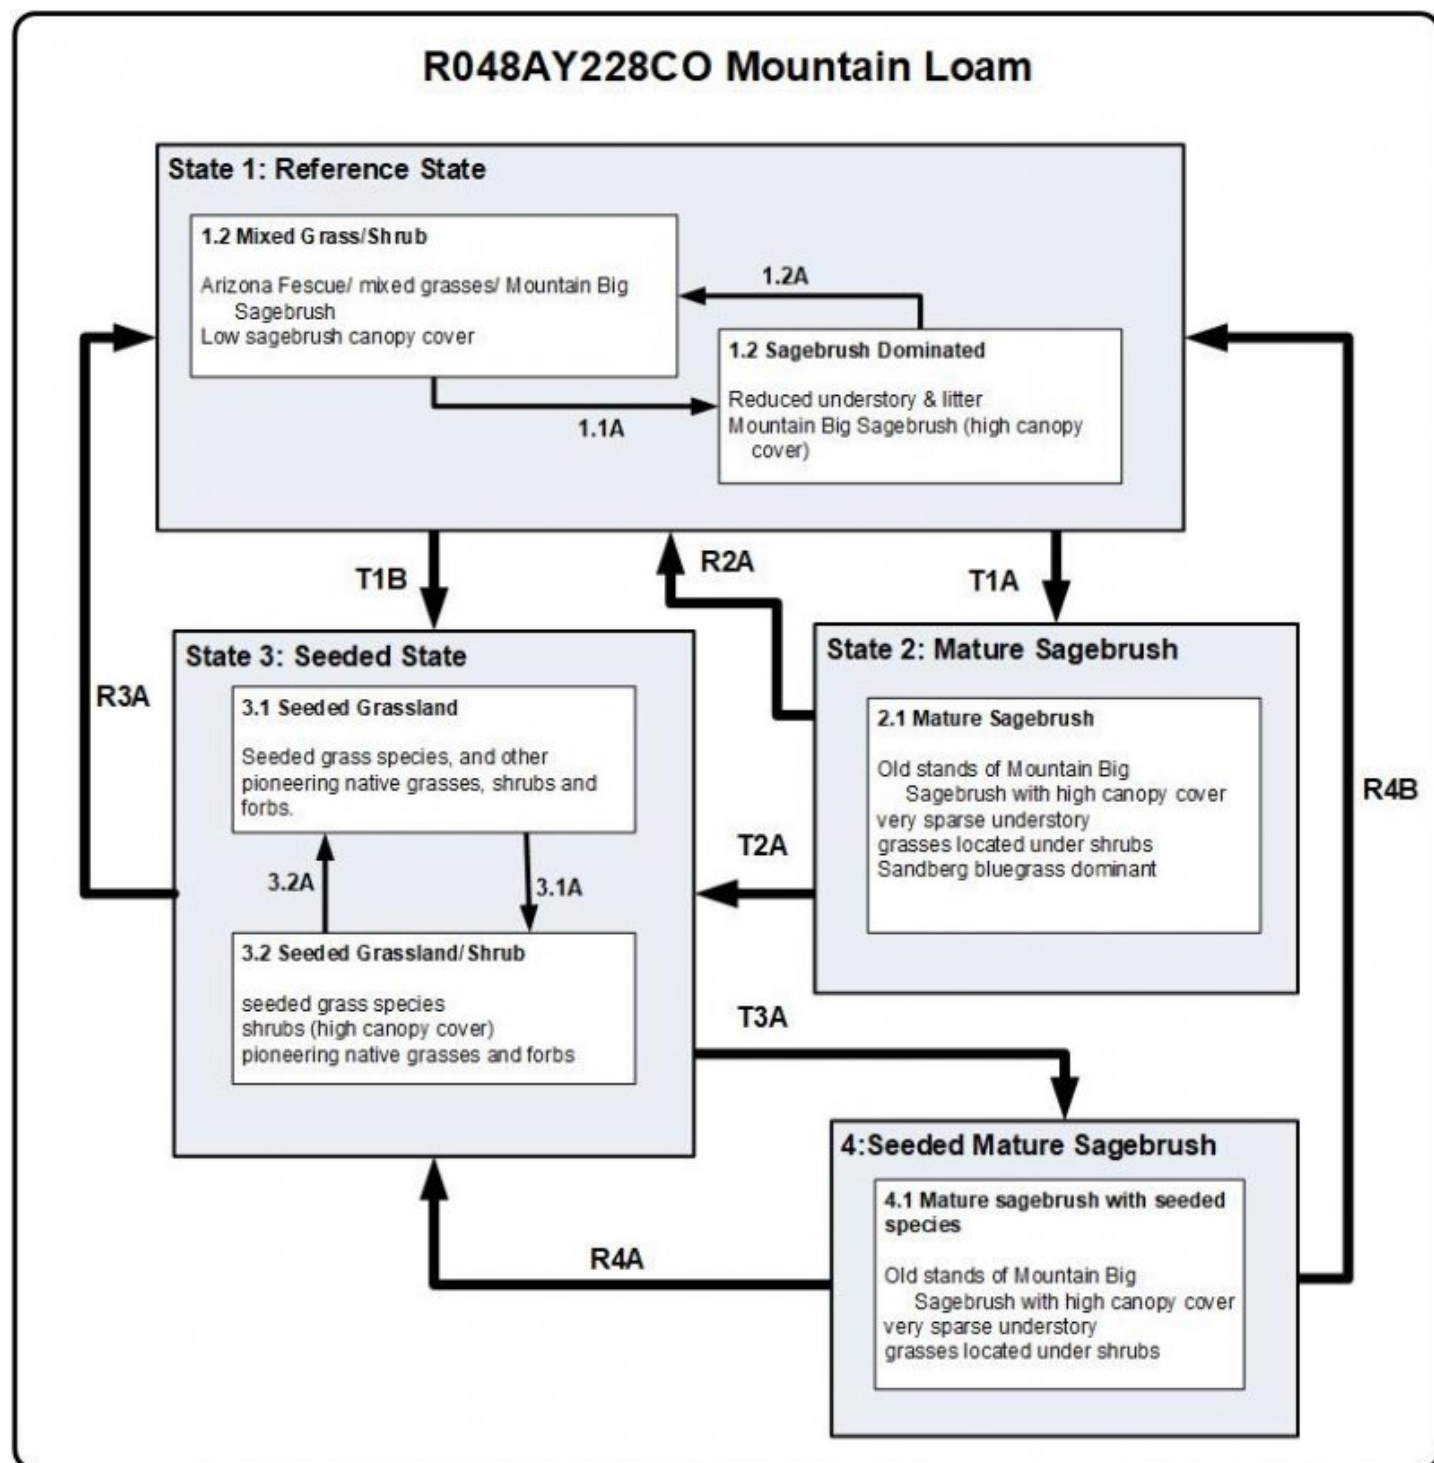 R048AY228CO Mountain Loam
State 1: Reference State
1.2 Mixed Grass/Shrub
Arizona Fescue/ mixed grasses/ Mountain Big
Sagebrush
Low sagebrush canopy cover
1.2A
1.2 Sagebrush Dominated
Reduced understory & litter
Mountain Big Sagebrush (high canopy
cover)
1.1A
T1B
R2A
T1A
State 3: Seeded State
3.1 Seeded Grassland
Seeded grass species, and other
pioneering native grasses, shrubs and
forbs.
3.2A
3.1A
3.2 Seeded Grassland/Shrub
seeded grass species
shrubs (high canopy cover)
pioneering native grasses and forbs
R3A
State 2: Mature Sagebrush
2.1 Mature Sagebrush
Old stands of Mountain Big
Sagebrush with high canopy cover
very sparse understory
grasses located under shrubs
Sandberg bluegrass dominant
T2A
R4B
T3A
4:Seeded Mature Sagebrush
4.1 Mature sagebrush with seeded
species
Old stands of Mountain Big
Sagebrush with high canopy cover
very sparse understory
grasses located under shrubs
R4A